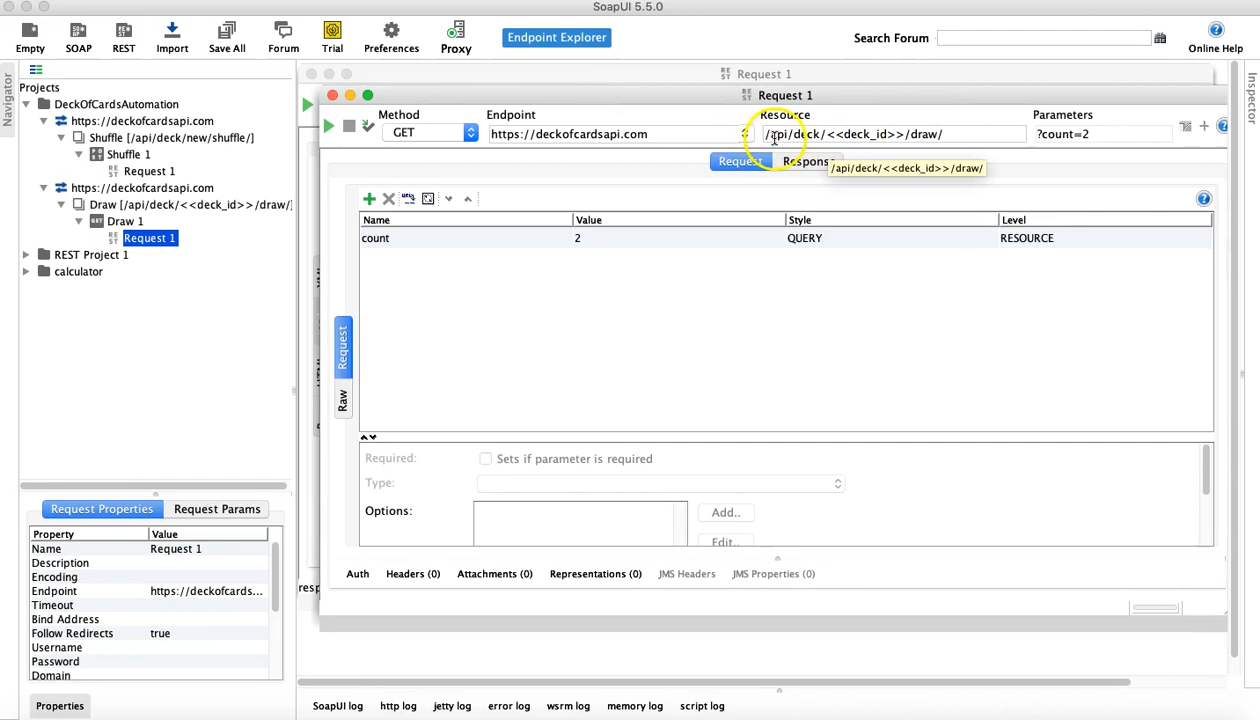 SoapUI 5.5.0
Empty SOAP REST Import Save All Forum Trial Preferences Proxy Endpoint Explorer Search Forum Online Help
Navigator
Projects
DeckOfCardsAutomation
https://deckofcardsapi.com
Shuffle [/api/deck/new/shuffle/]
Shuffle 1
Request 1
https://deckofcardsapi.com
Draw [/api/deck/<<deck_id>>/draw/]
GET Draw 1
Request 1
REST Project 1
calculator
Request Properties Request Params
Property Value
Name Request 1
Description
Encoding
Endpoint https://deckofcards...
Timeout
Bind Address
Follow Redirects true
Username
Password
Domain
Properties
Request 1
Request 1
Method Endpoint Resource Parameters
GET https://deckofcardsapi.com /api/deck/<<deck_id>>/draw/ ?count=2
Request Response
/api/deck/<<deck_id>>/draw/
Name Value Style Level
count 2 QUERY RESOURCE
Request
Raw
Required: Sets if parameter is required
Type:
Options: Add..
Edit..
Auth Headers (0) Attachments (0) Representations (0) JMS Headers JMS Properties (0)
resp
SoapUI log http log jetty log error log wsrm log memory log script log
Inspector